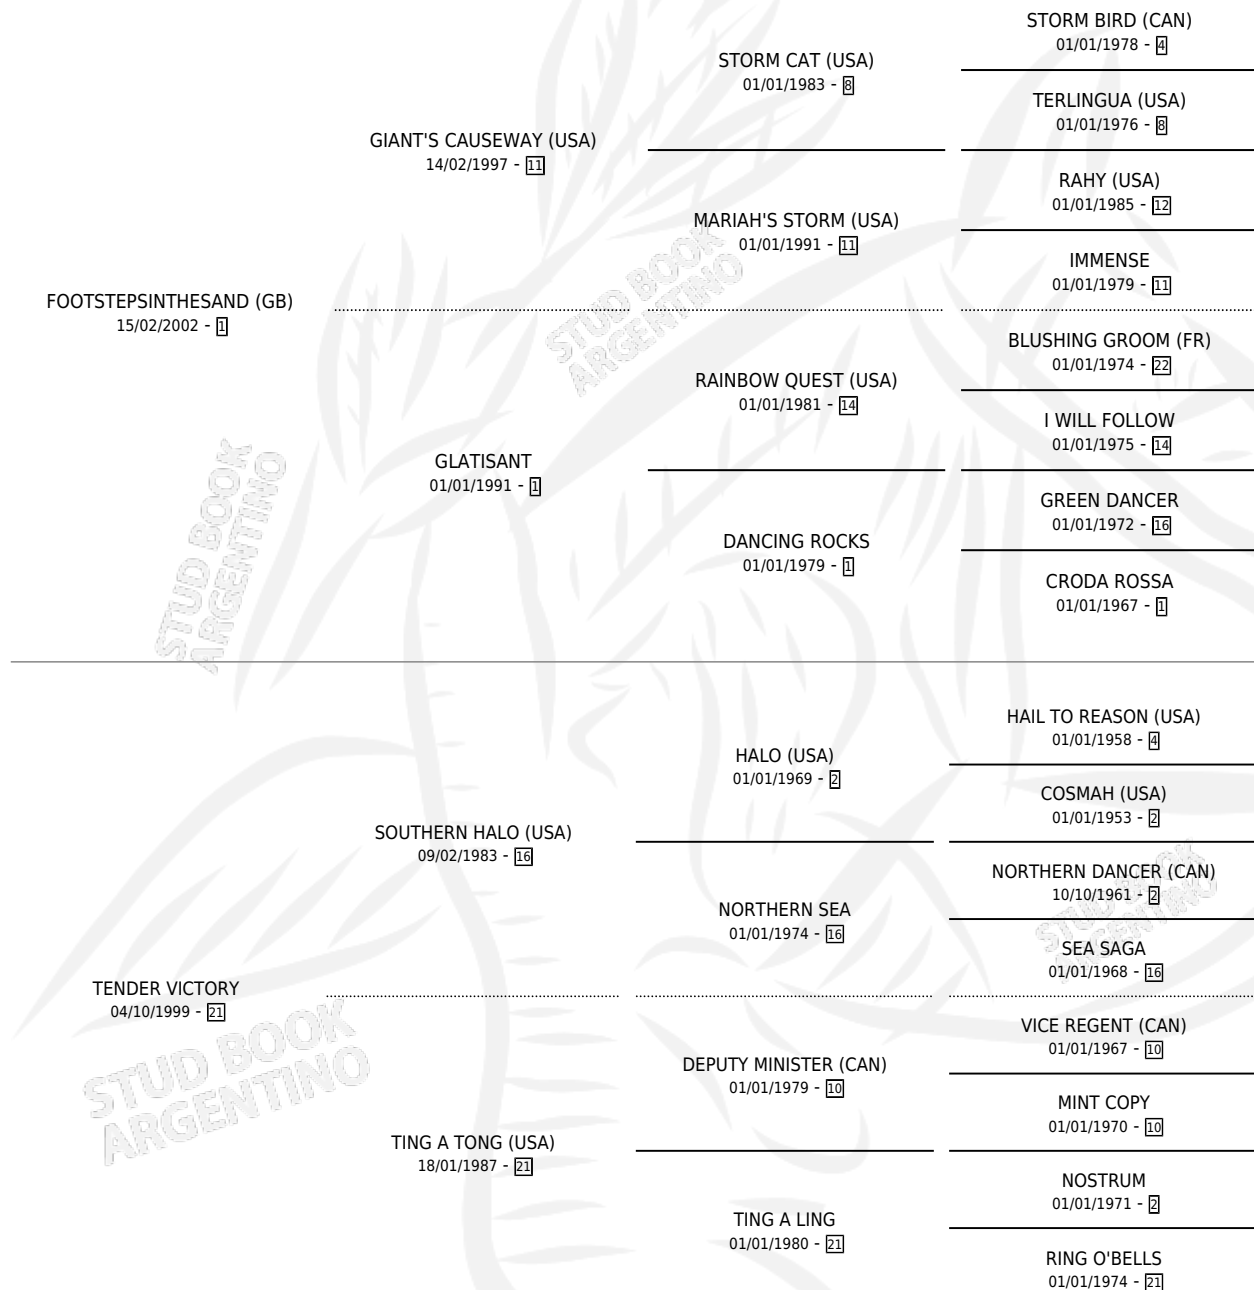 STORM BIRD (CAN)
01/01/1978 - 4
STORM CAT (USA)
01/01/1983 - 8
TERLINGUA (USA)
01/01/1976 - 8
GIANT'S CAUSEWAY (USA)
14/02/1997 - 11
RAHY (USA)
01/01/1985 - 12
MARIAH'S STORM (USA)
01/01/1991 - 11
IMMENSE
01/01/1979 - 11
FOOTSTEPSINTHESAND (GB)
15/02/2002 - 1
STUD BOOK
ARGENTINO
BLUSHING GROOM (FR)
01/01/1974 - 22
RAINBOW QUEST (USA)
01/01/1981 - 14
I WILL FOLLOW
01/01/1975 - 14
GLATISANT
01/01/1991 - 1
GREEN DANCER
01/01/1972 - 16
DANCING ROCKS
01/01/1979 - 1
CRODA ROSSA
01/01/1967 - 1
STUD BOOK
ARGENTINO
HAIL TO REASON (USA)
01/01/1958 - 4
HALO (USA)
01/01/1969 - 2
COSMAH (USA)
01/01/1953 - 2
SOUTHERN HALO (USA)
09/02/1983 - 16
NORTHERN DANCER (CAN)
10/10/1961 - 2
NORTHERN SEA
01/01/1974 - 16
SEA SAGA
01/01/1968 - 16
STUD BOOK
ARGENTINO
TENDER VICTORY
04/10/1999 - 21
STUD BOOK
ARGENTINO
VICE REGENT (CAN)
01/01/1967 - 10
DEPUTY MINISTER (CAN)
01/01/1979 - 10
MINT COPY
01/01/1970 - 10
TING A TONG (USA)
18/01/1987 - 21
NOSTRUM
01/01/1971 - 2
TING A LING
01/01/1980 - 21
RING O'BELLS
01/01/1974 - 21